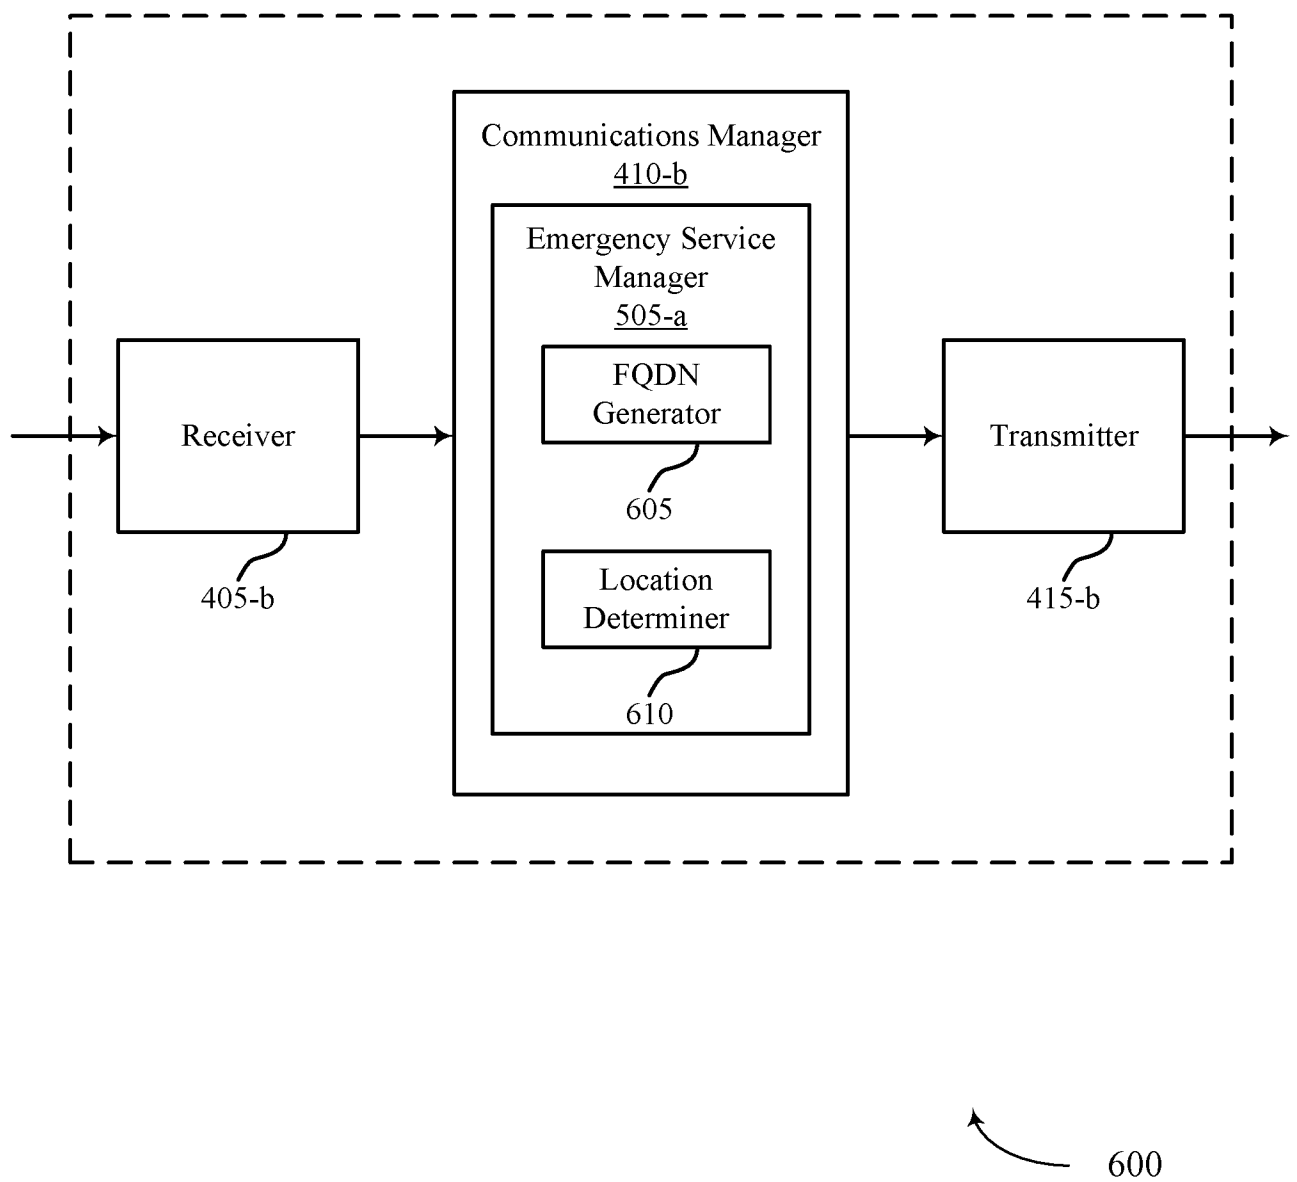 Communications Manager
410-b
Emergency Service
Manager
505-a
FQDN
Generator
605
Location
Determiner
610
Receiver
405-b
Transmitter
415-b
600